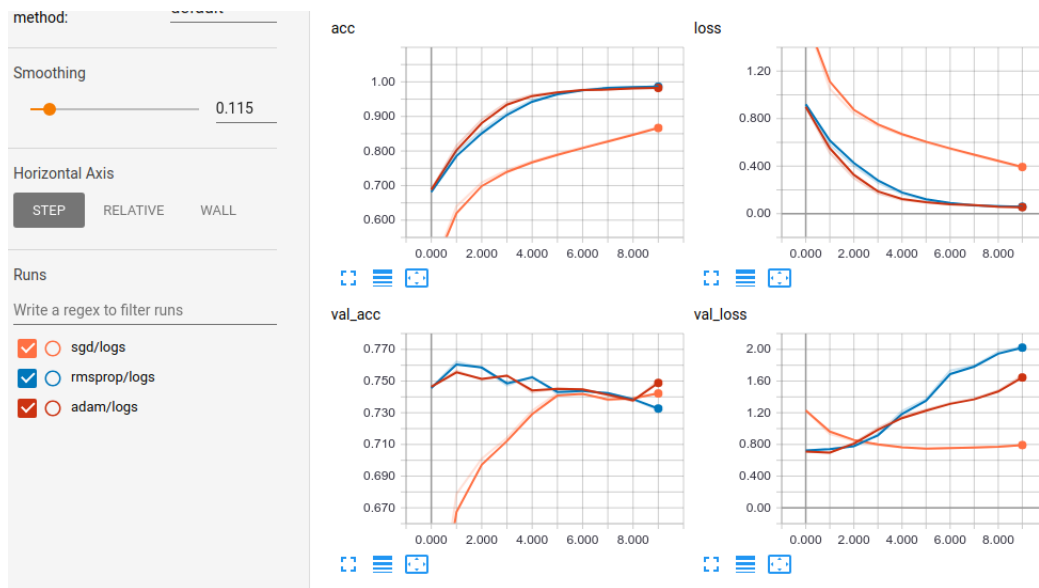 method:
default
Smoothing
0.115
Horizontal Axis
STEP RELATIVE WALL
Runs
Write a regex to filter runs
sgd/logs
rmsprop/logs
adam/logs
acc
1.00
0.900
0.800
0.700
0.600
0.000 2.000 4.000 6.000 8.000
loss
1.20
0.800
0.400
0.00
0.000 2.000 4.000 6.000 8.000
val_acc
0.770
0.750
0.730
0.710
0.690
0.670
0.000 2.000 4.000 6.000 8.000
val_loss
2.00
1.60
1.20
0.800
0.400
0.00
0.000 2.000 4.000 6.000 8.000